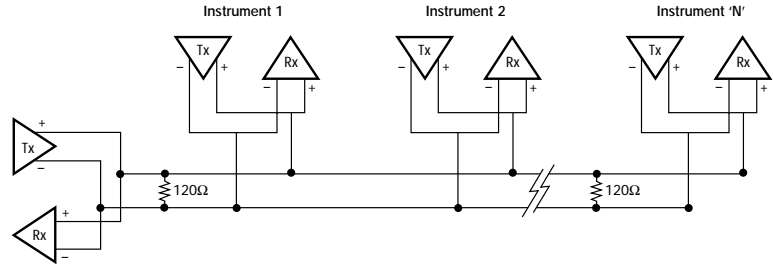 Instrument 1 Instrument 2 Instrument 'N'
Tx Rx Tx Rx Tx Rx
– + – + – + – + – + – +
+
Tx
–
120Ω 120Ω
+
Rx
–